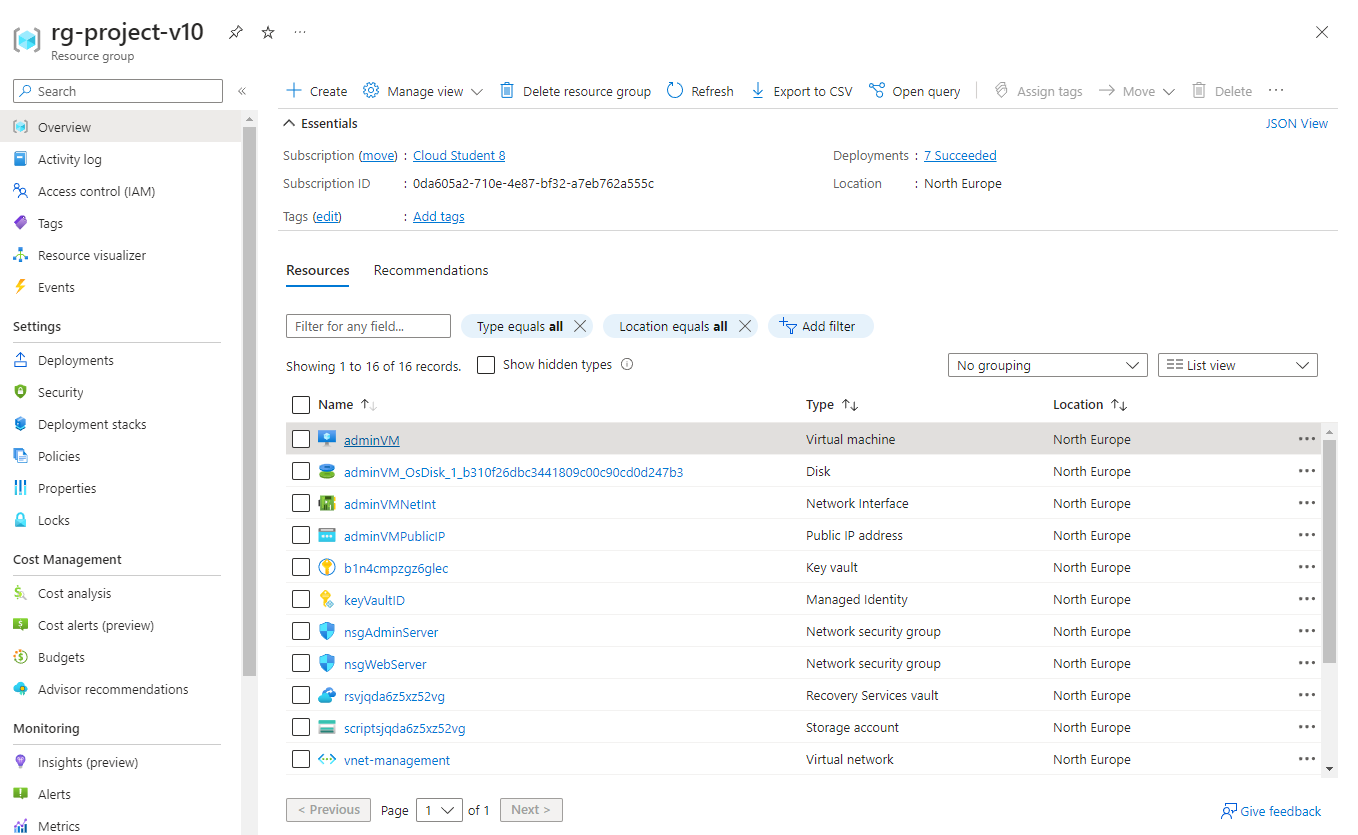 rg-project-v10
Resource group
Search
Create Manage view Delete resource group Refresh Export to CSV Open query Assign tags Move Delete
Overview
Activity log
Access control (IAM)
Tags
Resource visualizer
Events
Settings
Deployments
Security
Deployment stacks
Policies
Properties
Locks
Cost Management
Cost analysis
Cost alerts (preview)
Budgets
Advisor recommendations
Monitoring
Insights (preview)
Alerts
Metrics
Essentials JSON View
Subscription (move) : Cloud Student 8 Deployments : 7 Succeeded
Subscription ID : 0da605a2-710e-4e87-bf32-a7eb762a555c Location : North Europe
Tags (edit) : Add tags
Resources Recommendations
Filter for any field... Type equals all Location equals all Add filter
Showing 1 to 16 of 16 records. Show hidden types No grouping List view
Name Type Location
adminVM Virtual machine North Europe
adminVM_OsDisk_1_b310f26dbc3441809c00c90cd0d247b3 Disk North Europe
adminVMNetInt Network Interface North Europe
adminVMPublicIP Public IP address North Europe
b1n4cmpzgz6glec Key vault North Europe
keyVaultID Managed Identity North Europe
nsgAdminServer Network security group North Europe
nsgWebServer Network security group North Europe
rsvjqda6z5xz52vg Recovery Services vault North Europe
scriptsjqda6z5xz52vg Storage account North Europe
vnet-management Virtual network North Europe
< Previous Page 1 of 1 Next > Give feedback